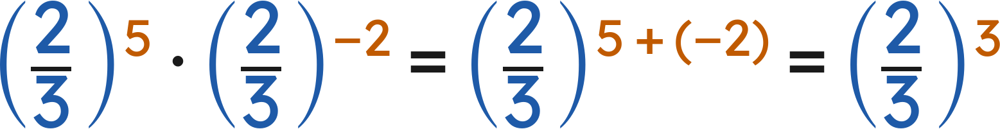 (2/3)^5 · (2/3)^−2 = (2/3)^5 + (−2) = (2/3)^3